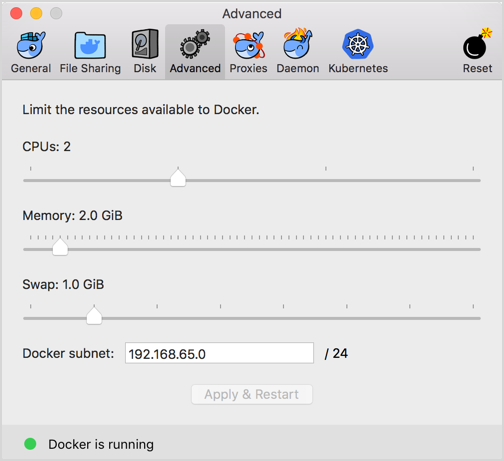 Advanced
General File Sharing Disk Advanced Proxies Daemon Kubernetes Reset
Limit the resources available to Docker.
CPUs: 2
Memory: 2.0 GiB
Swap: 1.0 GiB
Docker subnet: 192.168.65.0 / 24
Apply & Restart
Docker is running